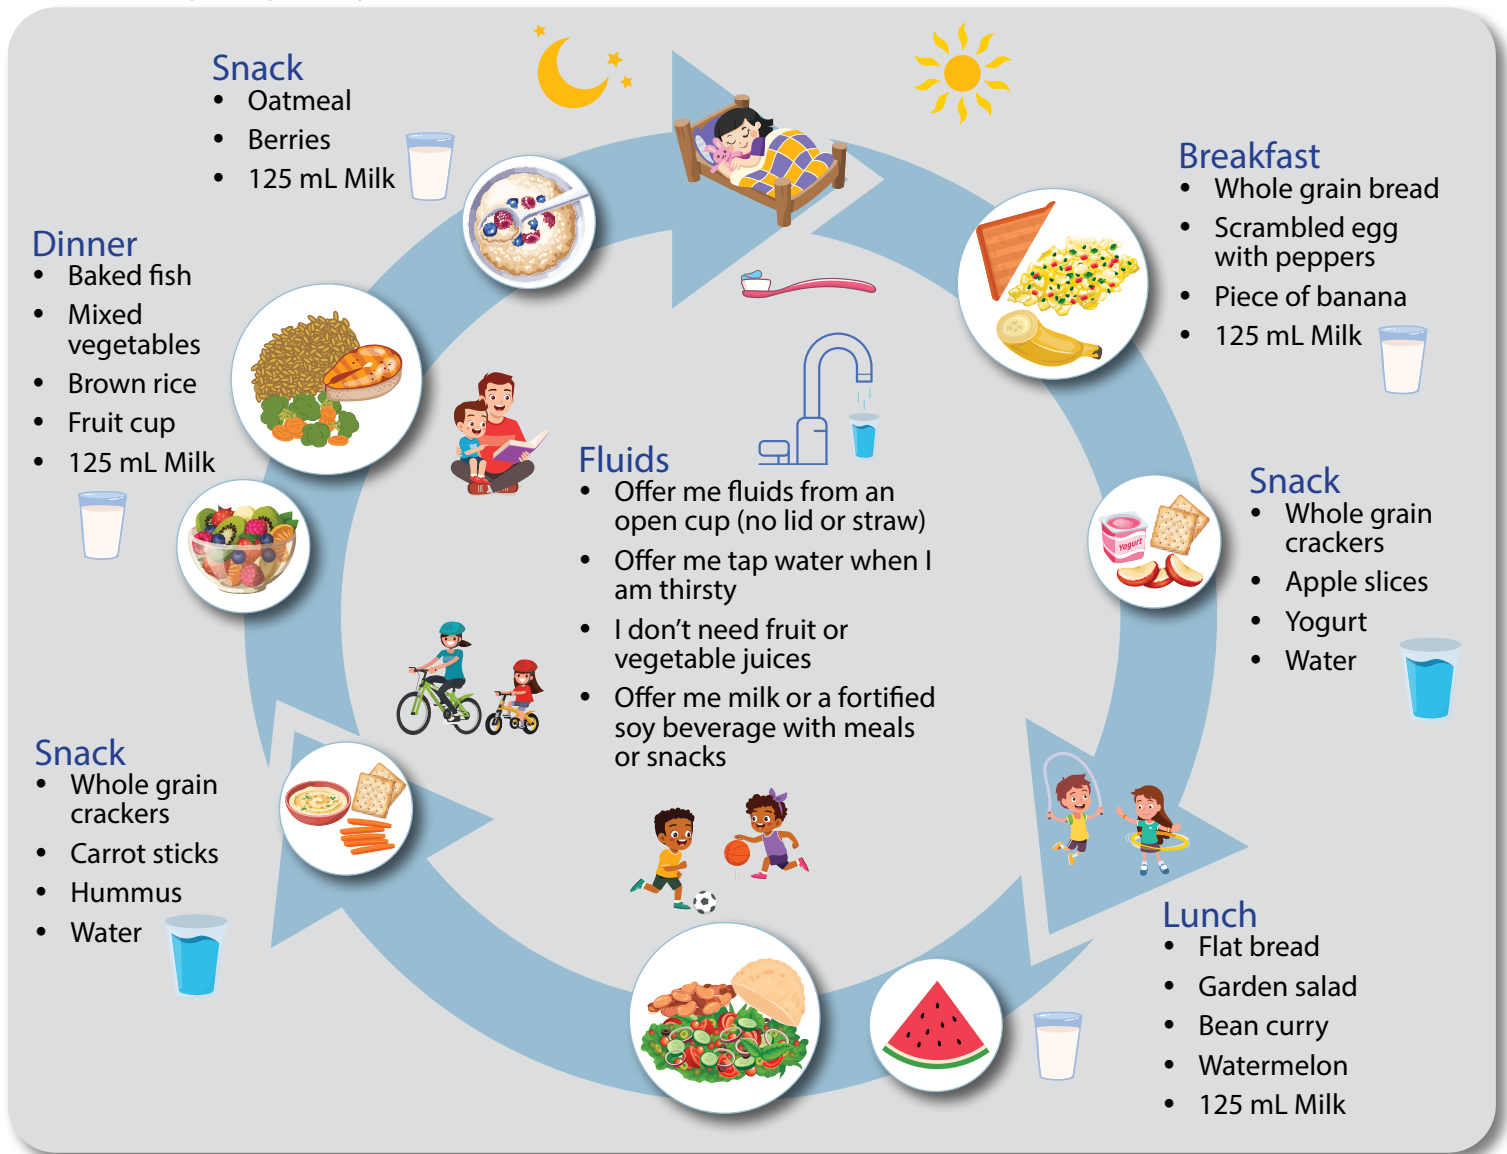 Snack
• Oatmeal
• Berries
• 125 mL Milk
Breakfast
• Whole grain bread
• Scrambled egg
with peppers
• Piece of banana
• 125 mL Milk
Snack
• Whole grain
crackers
• Apple slices
• Yogurt
• Water
Yogurt
Lunch
• Flat bread
• Garden salad
• Bean curry
• Watermelon
• 125 mL Milk
Snack
• Whole grain
crackers
• Carrot sticks
• Hummus
• Water
Dinner
• Baked fish
• Mixed
vegetables
• Brown rice
• Fruit cup
• 125 mL Milk
Fluids
• Offer me fluids from an
open cup (no lid or straw)
• Offer me tap water when I
am thirsty
• I don't need fruit or
vegetable juices
• Offer me milk or a fortified
soy beverage with meals
or snacks